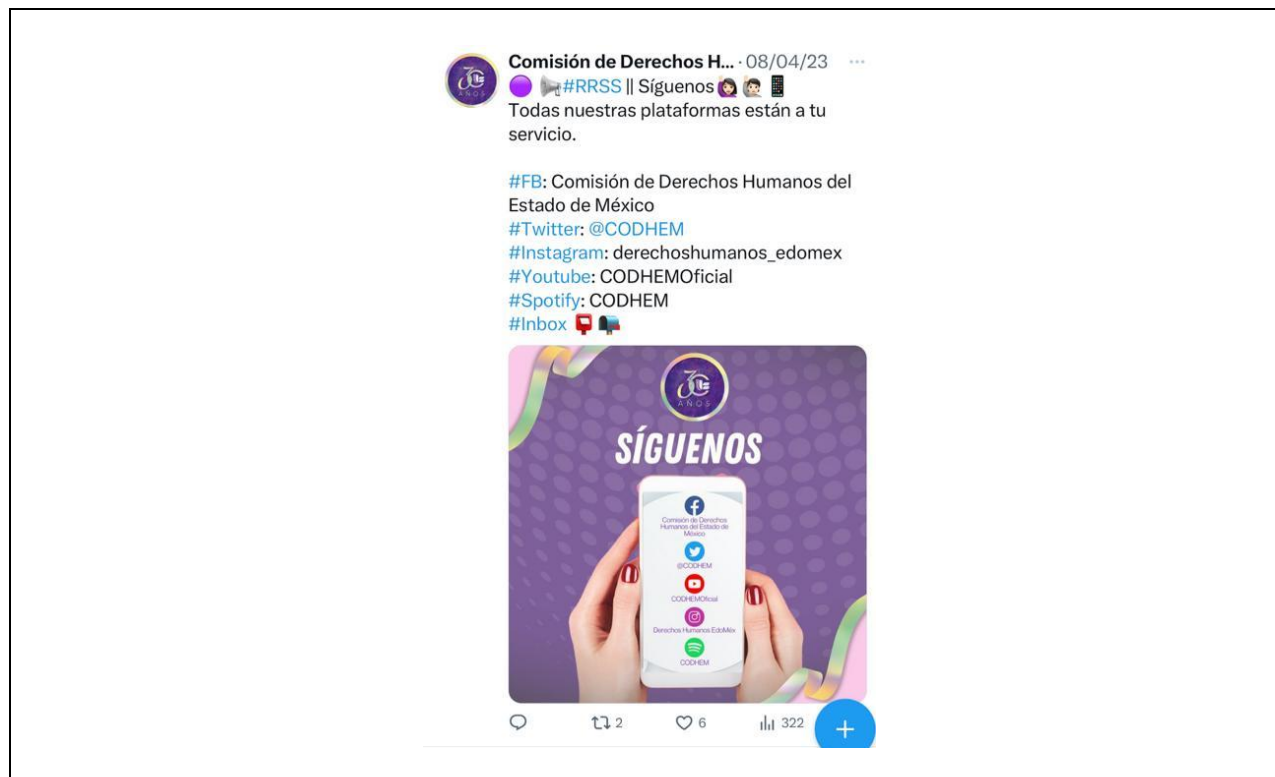 Comisión de Derechos H... · 08/04/23 ···
🟣 📢#RRSS || Síguenos🙋🏻‍♀️ 🙋🏻‍♂️ 📱
Todas nuestras plataformas están a tu
servicio.
#FB: Comisión de Derechos Humanos del
Estado de México
#Twitter: @CODHEM
#Instagram: derechoshumanos_edomex
#Youtube: CODHEMOficial
#Spotify: CODHEM
#Inbox 📮 📬
30
AÑOS
SÍGUENOS
Comisión de Derechos
Humanos del Estado de
México
@CODHEM
CODHEMOficial
Derechos Humanos EdoMéx
CODHEM
2
6
322
+